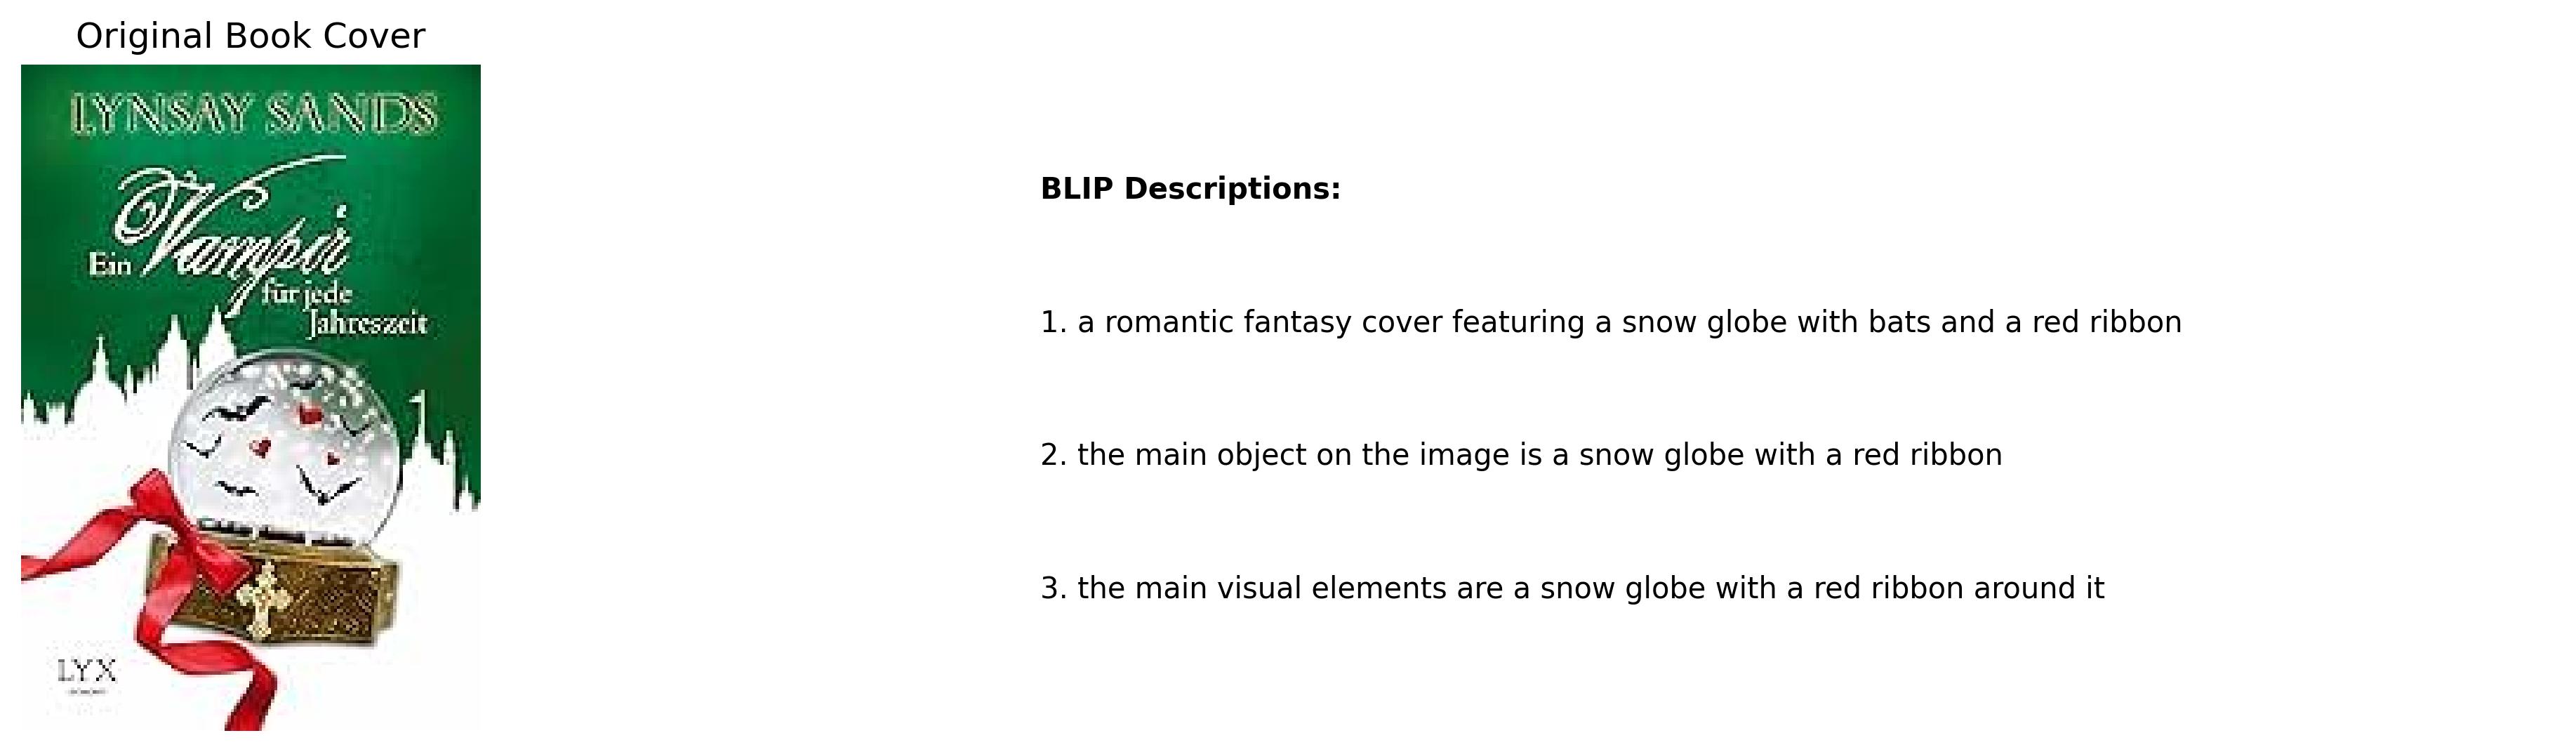 Original Book Cover
LYNSAY SANDS
Ein Vampir
für jede
Jahreszeit
LYX
BLIP Descriptions:
1. a romantic fantasy cover featuring a snow globe with bats and a red ribbon
2. the main object on the image is a snow globe with a red ribbon
3. the main visual elements are a snow globe with a red ribbon around it